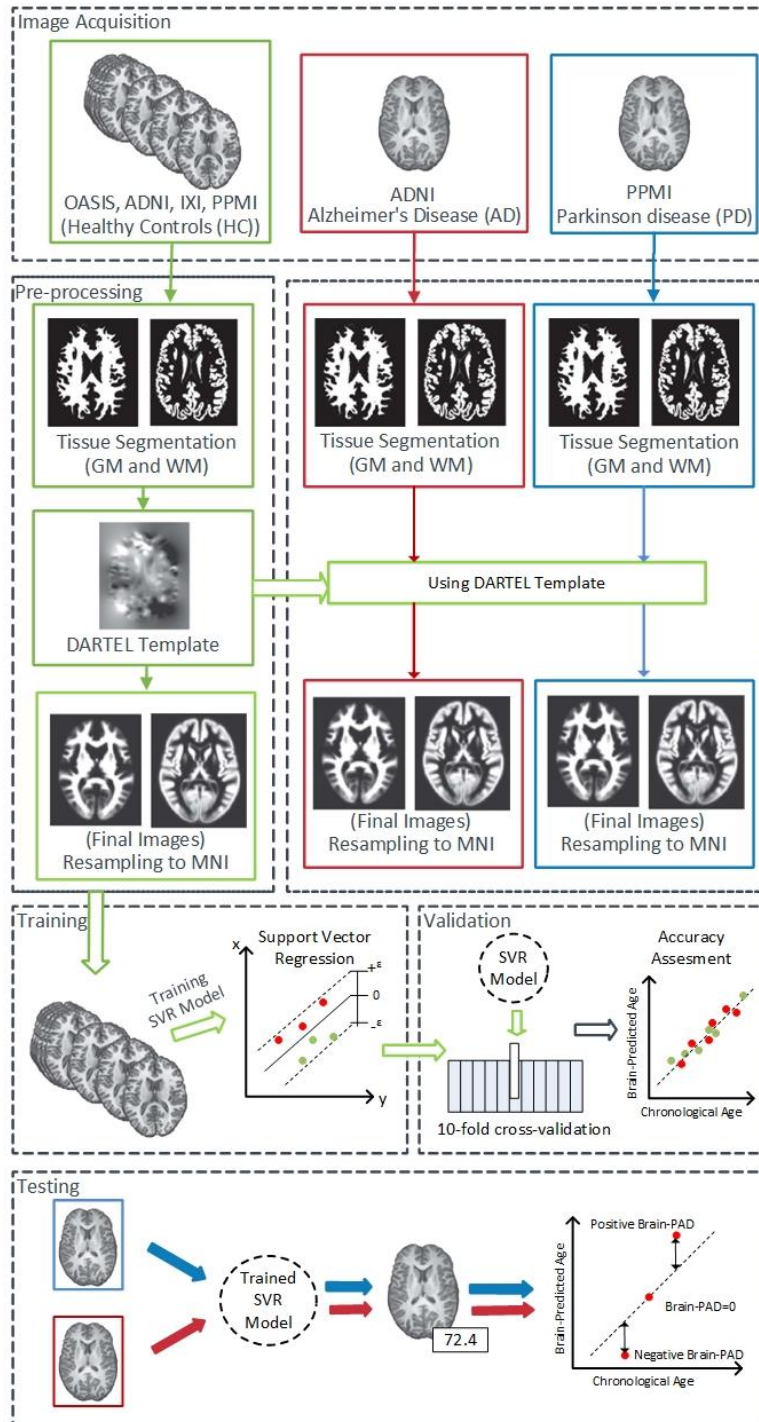 Image Acquisition
OASIS, ADNI, IXI, PPMI
(Healthy Controls (HC))
ADNI
Alzheimer's Disease (AD)
PPMI
Parkinson disease (PD)
Pre-processing
Tissue Segmentation
(GM and WM)
Tissue Segmentation
(GM and WM)
Tissue Segmentation
(GM and WM)
DARTEL Template
Using DARTEL Template
(Final Images)
Resampling to MNI
(Final Images)
Resampling to MNI
(Final Images)
Resampling to MNI
Training
Training
SVR Model
Support Vector
Regression
x
+ε
0
-ε
y
Validation
SVR
Model
10-fold cross-validation
Accuracy
Assesment
Brain-Predicted Age
Chronological Age
Testing
Trained
SVR
Model
72.4
Brain-Predicted Age
Positive Brain-PAD
Brain-PAD=0
Negative Brain-PAD
Chronological Age